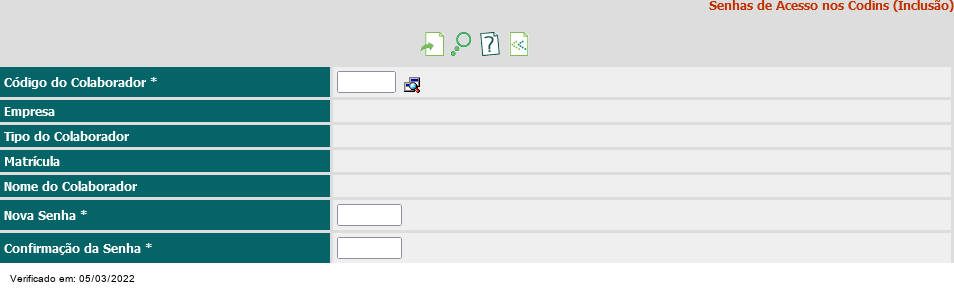 Senhas de Acesso nos Codins (Inclusão)
Código do Colaborador *
Empresa
Tipo do Colaborador
Matrícula
Nome do Colaborador
Nova Senha *
Confirmação da Senha *
Verificado em: 05/03/2022